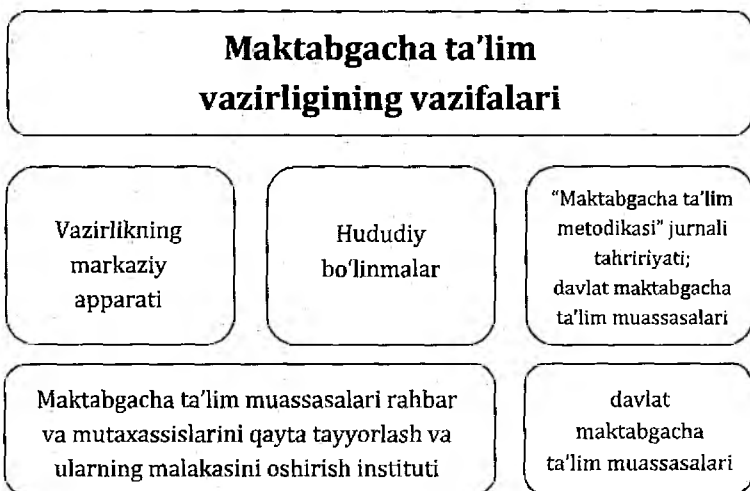 Maktabgacha ta'lim
vazirligining vazifalari
Vazirlikning
markaziy
apparati
Hududiy
bo'linmalar
"Maktabgacha ta'lim
metodikasi" jurnali
tahririyati;
davlat maktabgacha
ta'lim muassasalari
Maktabgacha ta'lim muassasalari rahbar
va mutaxassislarini qayta tayyorlash va
ularning malakasini oshirish instituti
davlat
maktabgacha
ta'lim muassasalari